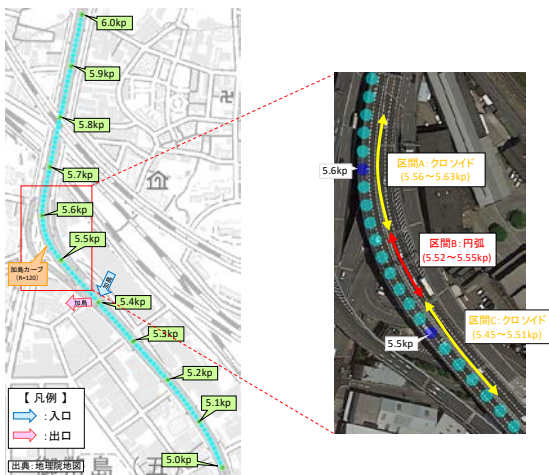 6.0kp
5.9kp
5.8kp
5.7kp
5.6kp
5.5kp
加島カーブ
(R=120)
加島
加島
5.4kp
5.3kp
5.2kp
5.1kp
5.0kp
【 凡例 】
:入口
:出口
出典:地理院地図
5.6kp
区間A:クロソイド
(5.56~5.63kp)
区間B:円弧
(5.52~5.55kp)
区間C:クロソイド
(5.45~5.51kp)
5.5kp